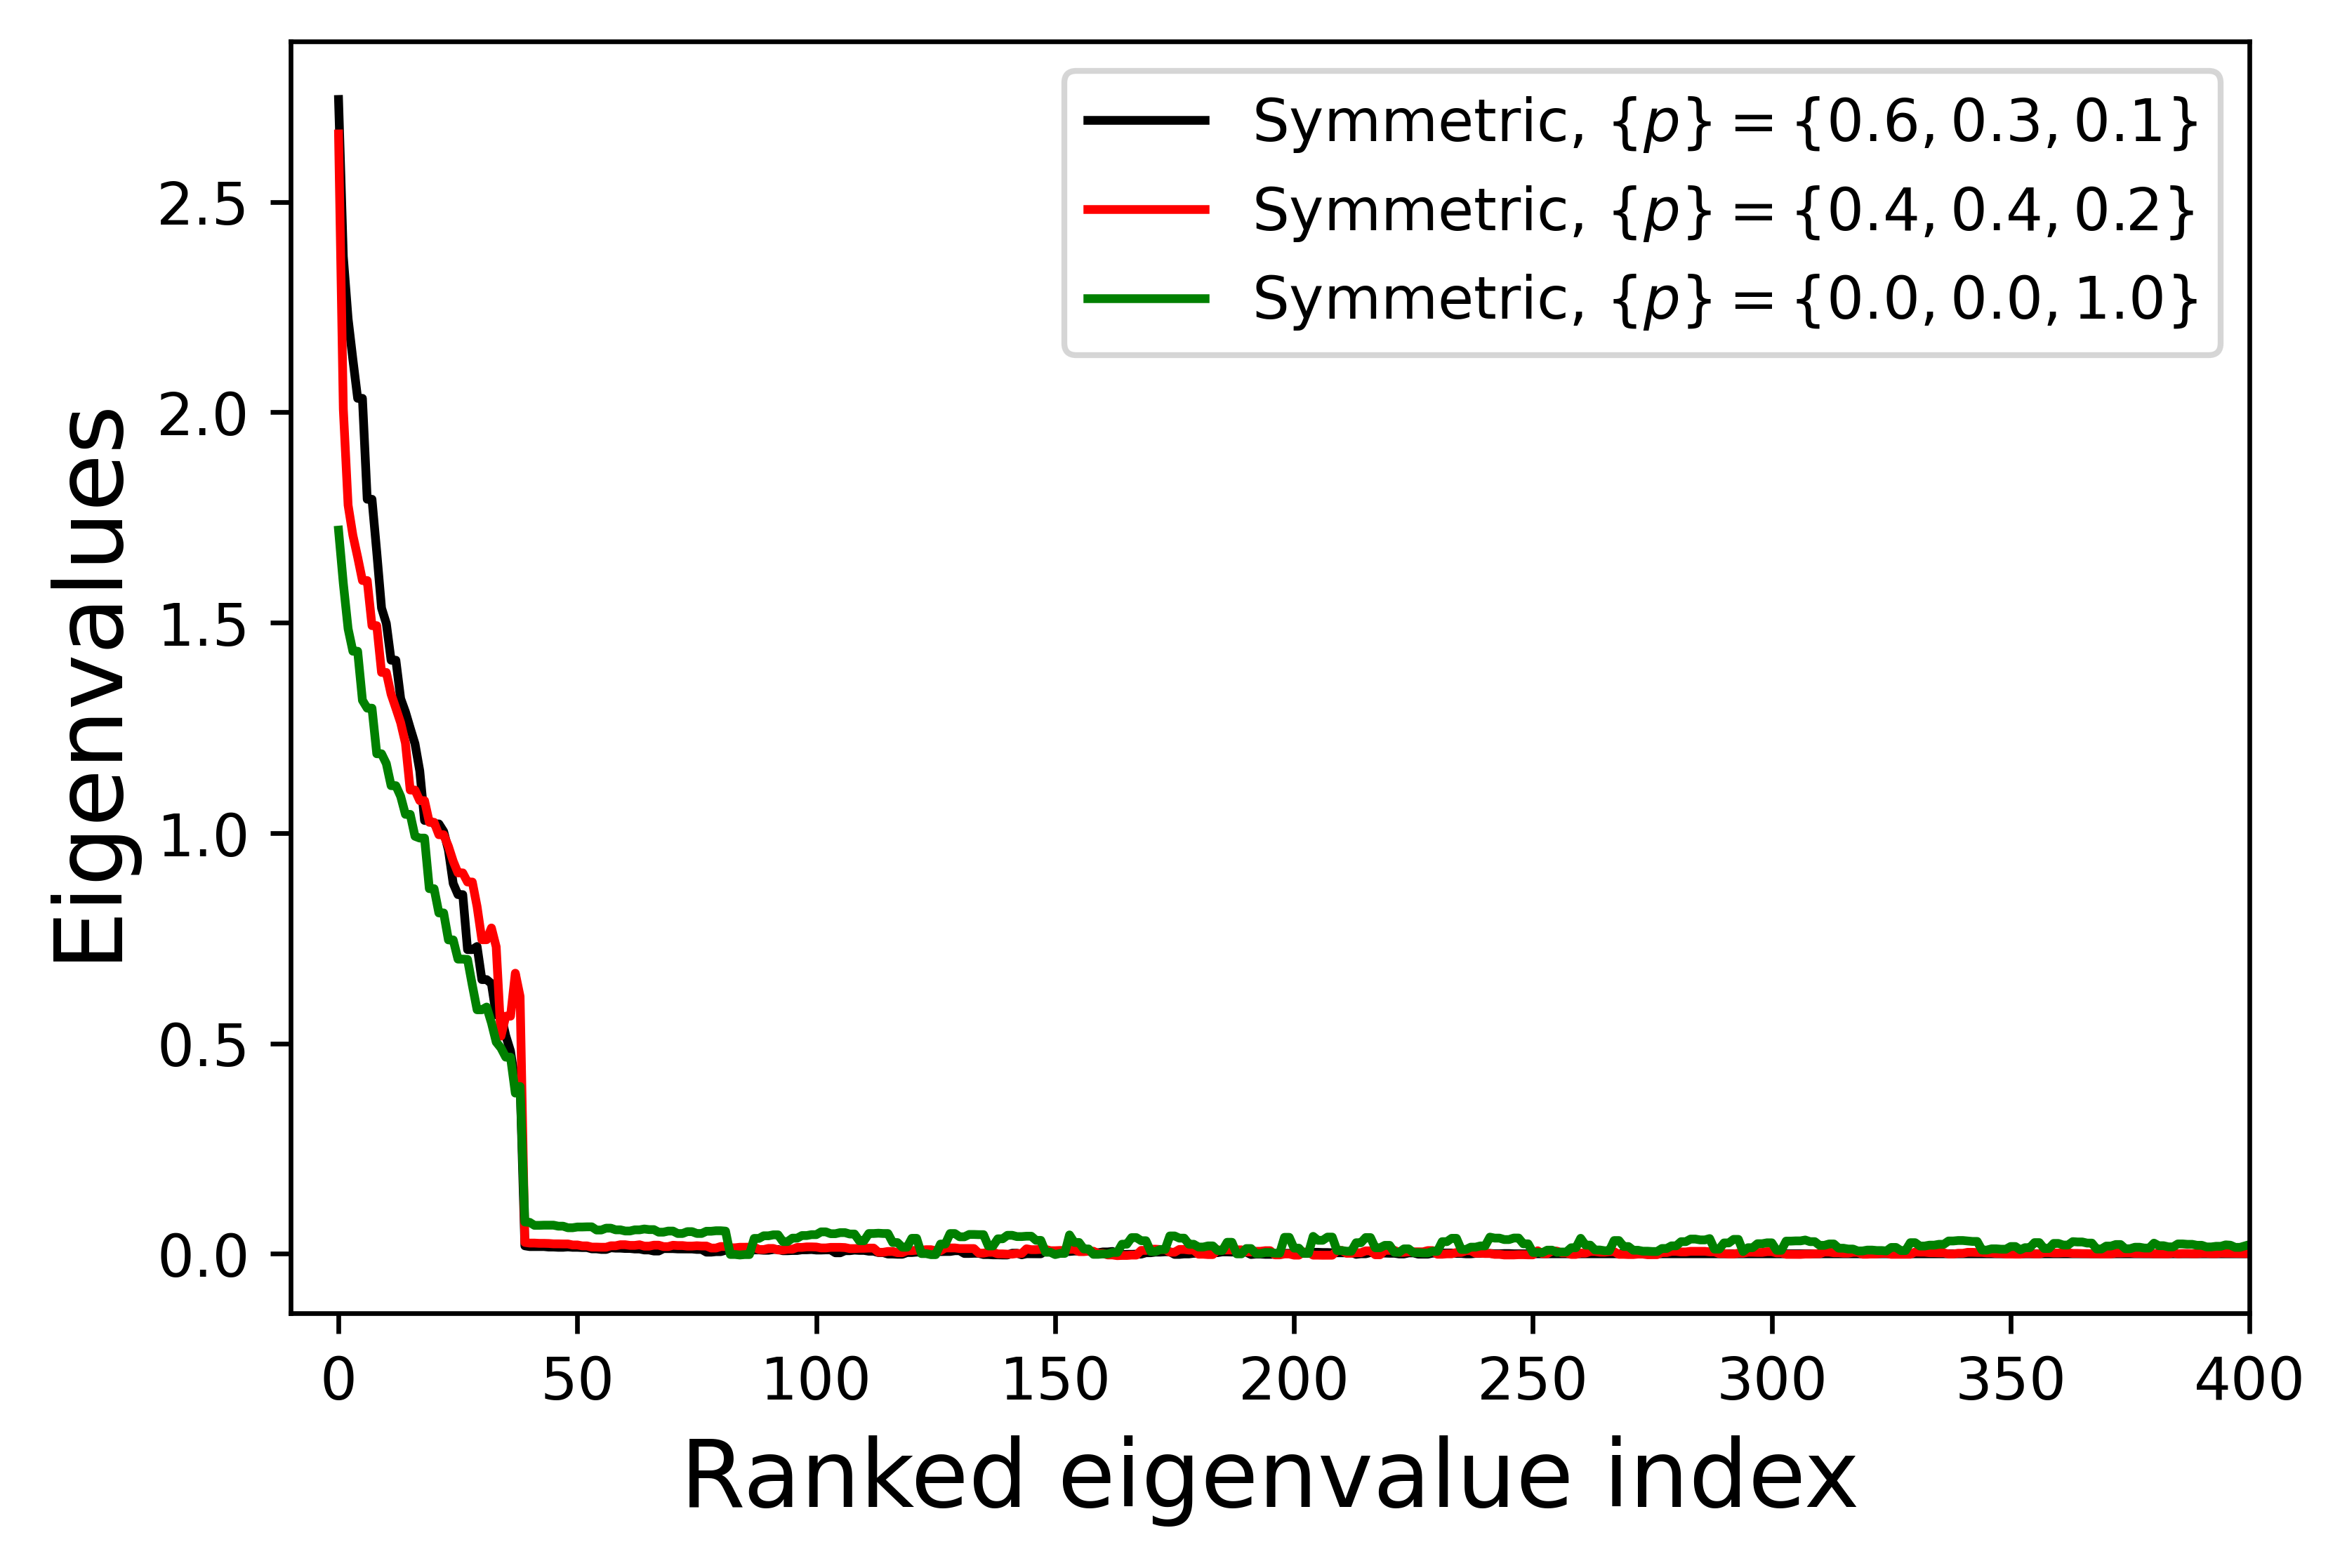 Symmetric, {p} = {0.6, 0.3, 0.1}
Symmetric, {p} = {0.4, 0.4, 0.2}
Symmetric, {p} = {0.0, 0.0, 1.0}
Eigenvalues
2.5
2.0
1.5
1.0
0.5
0.0
0 50 100 150 200 250 300 350 400
Ranked eigenvalue index